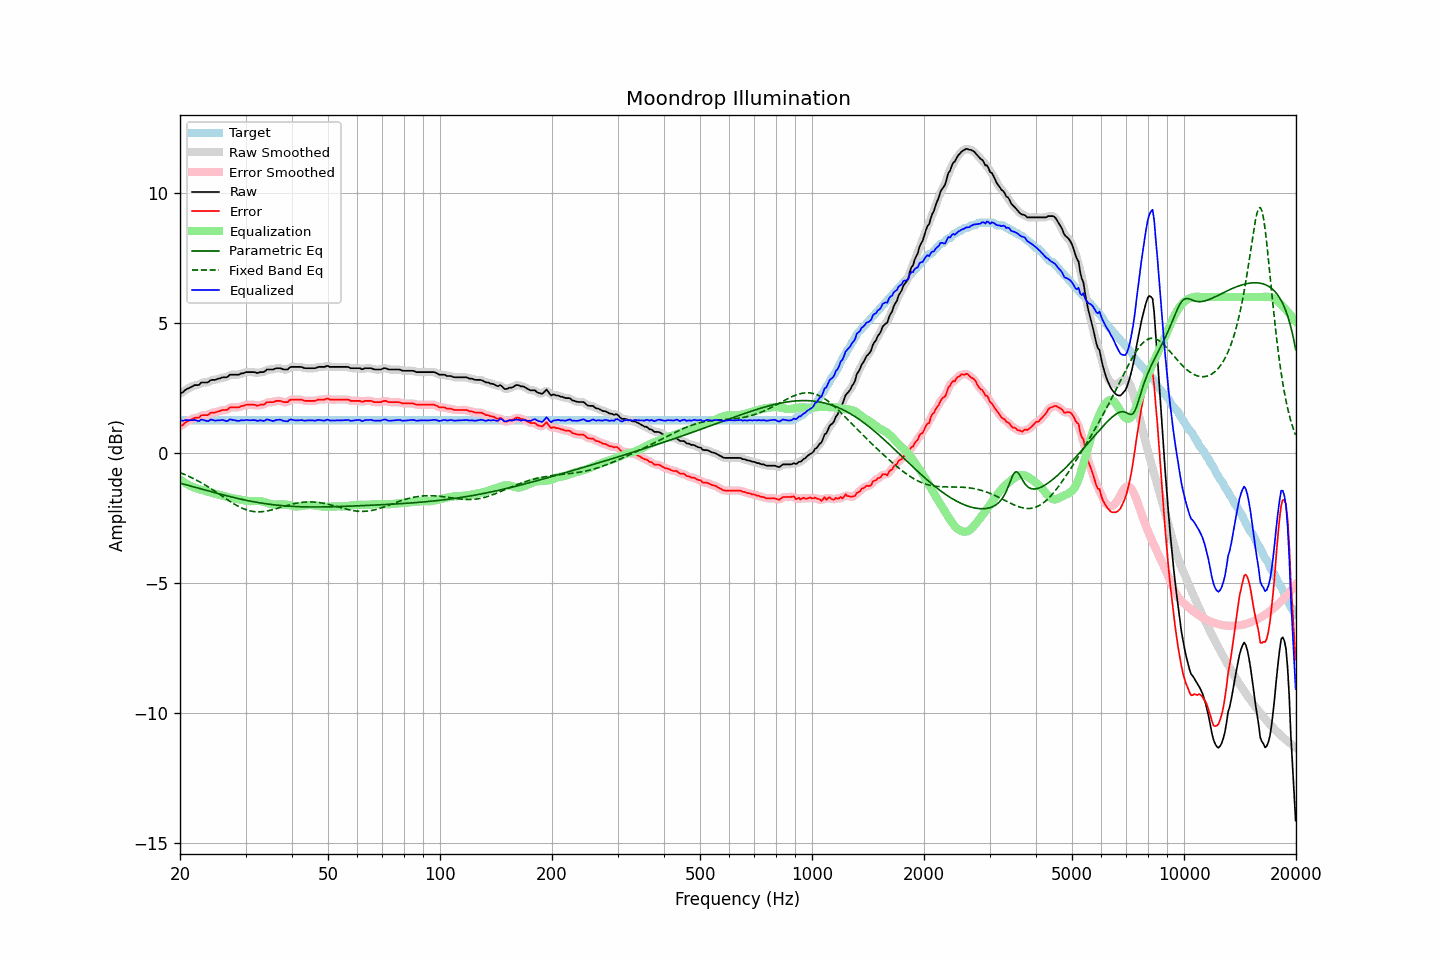 Moondrop Illumination
Target
Raw Smoothed
Error Smoothed
Raw
Error
Equalization
Parametric Eq
Fixed Band Eq
Equalized
Amplitude (dBr)
10
5
0
−5
−10
−15
20
50
100
200
500
1000
2000
5000
10000
20000
Frequency (Hz)